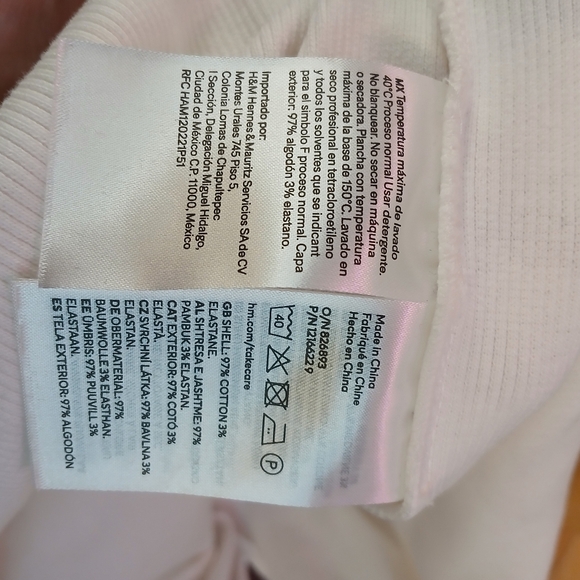 MX Temperatura máxima de lavado
40°C Proceso normal Usar detergente.
No blanquear. No secar en máquina
o secadora. Plancha con temperatura
máxima de la base de 150°C. Lavado en
seco profesional en tetracloroetileno
y todos los solventes que se indicant
para el simbolo F proceso normal. Capa
exterior: 97% algodón 3% elastano.
Importado por:
H&M Hennes & Mauritz Servicios SA de CV
Montes Urales 745 Piso 5,
Colonia Lomas de Chapultepec
I Sección, Delegación Miguel Hidalgo,
Ciudad de México C.P. 11000, México
RFC HAM120221P51
Made in China
Fabriqué en Chine
Hecho en China
O/N 826893
P/N 1216622 9
40 P
hm.com/takecare
GB SHELL: 97% COTTON 3%
ELASTANE.
AL SHTRESA E JASHTME: 97%
PAMBUK 3% ELASTAN.
CAT EXTERIOR: 97% COTÓ 3%
ELASTÀ.
CZ SVRCHNÍ LÁTKA: 97% BAVLNA 3%
ELASTAN.
DE OBERMATERIAL: 97%
BAUMWOLLE 3% ELASTHAN.
EE ÜMBRIS: 97% PUUVILL 3%
ELASTAAN.
ES TELA EXTERIOR: 97% ALGODÓN